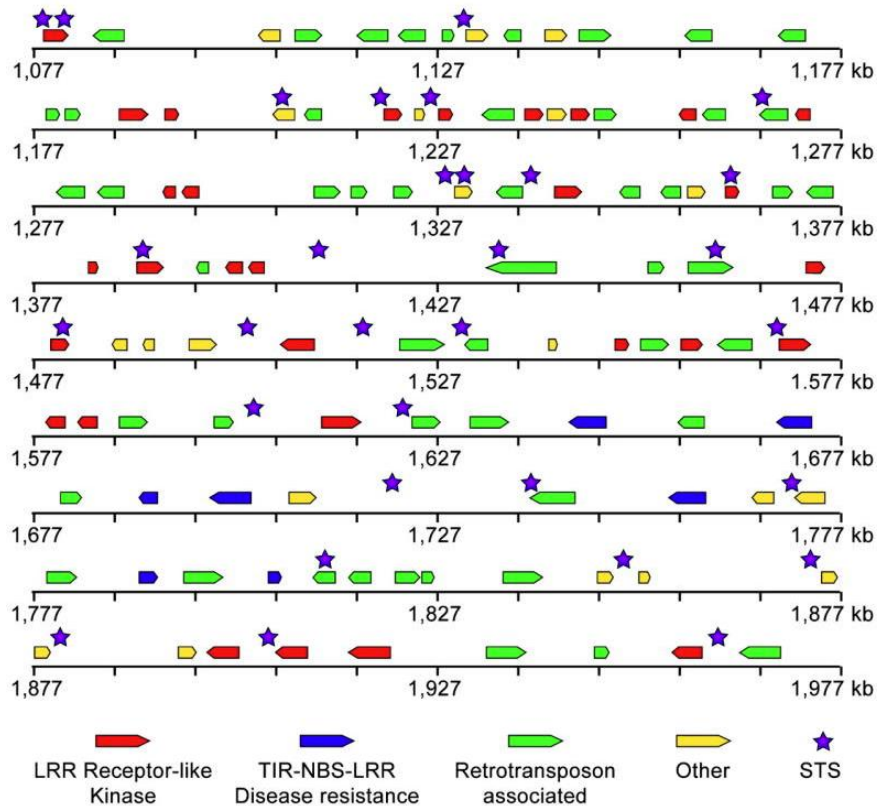 1,077 1,127 1,177 kb
1,177 1,227 1,277 kb
1,277 1,327 1,377 kb
1,377 1,427 1,477 kb
1,477 1,527 1.577 kb
1,577 1,627 1,677 kb
1,677 1,727 1,777 kb
1,777 1,827 1,877 kb
1,877 1,927 1,977 kb
LRR Receptor-like
Kinase
TIR-NBS-LRR
Disease resistance
Retrotransposon
associated
Other
STS